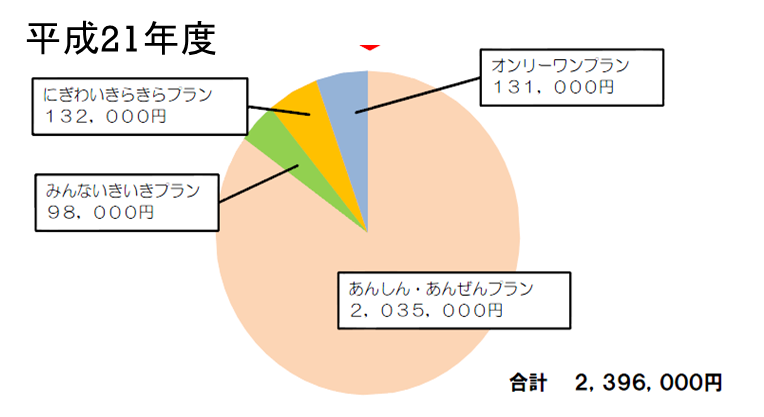 平成21年度
オンリーワンプラン
１３１，０００円
にぎわいきらきらプラン
１３２，０００円
みんないきいきプラン
９８，０００円
あんしん・あんぜんプラン
２，０３５，０００円
合計　２，３９６，０００円